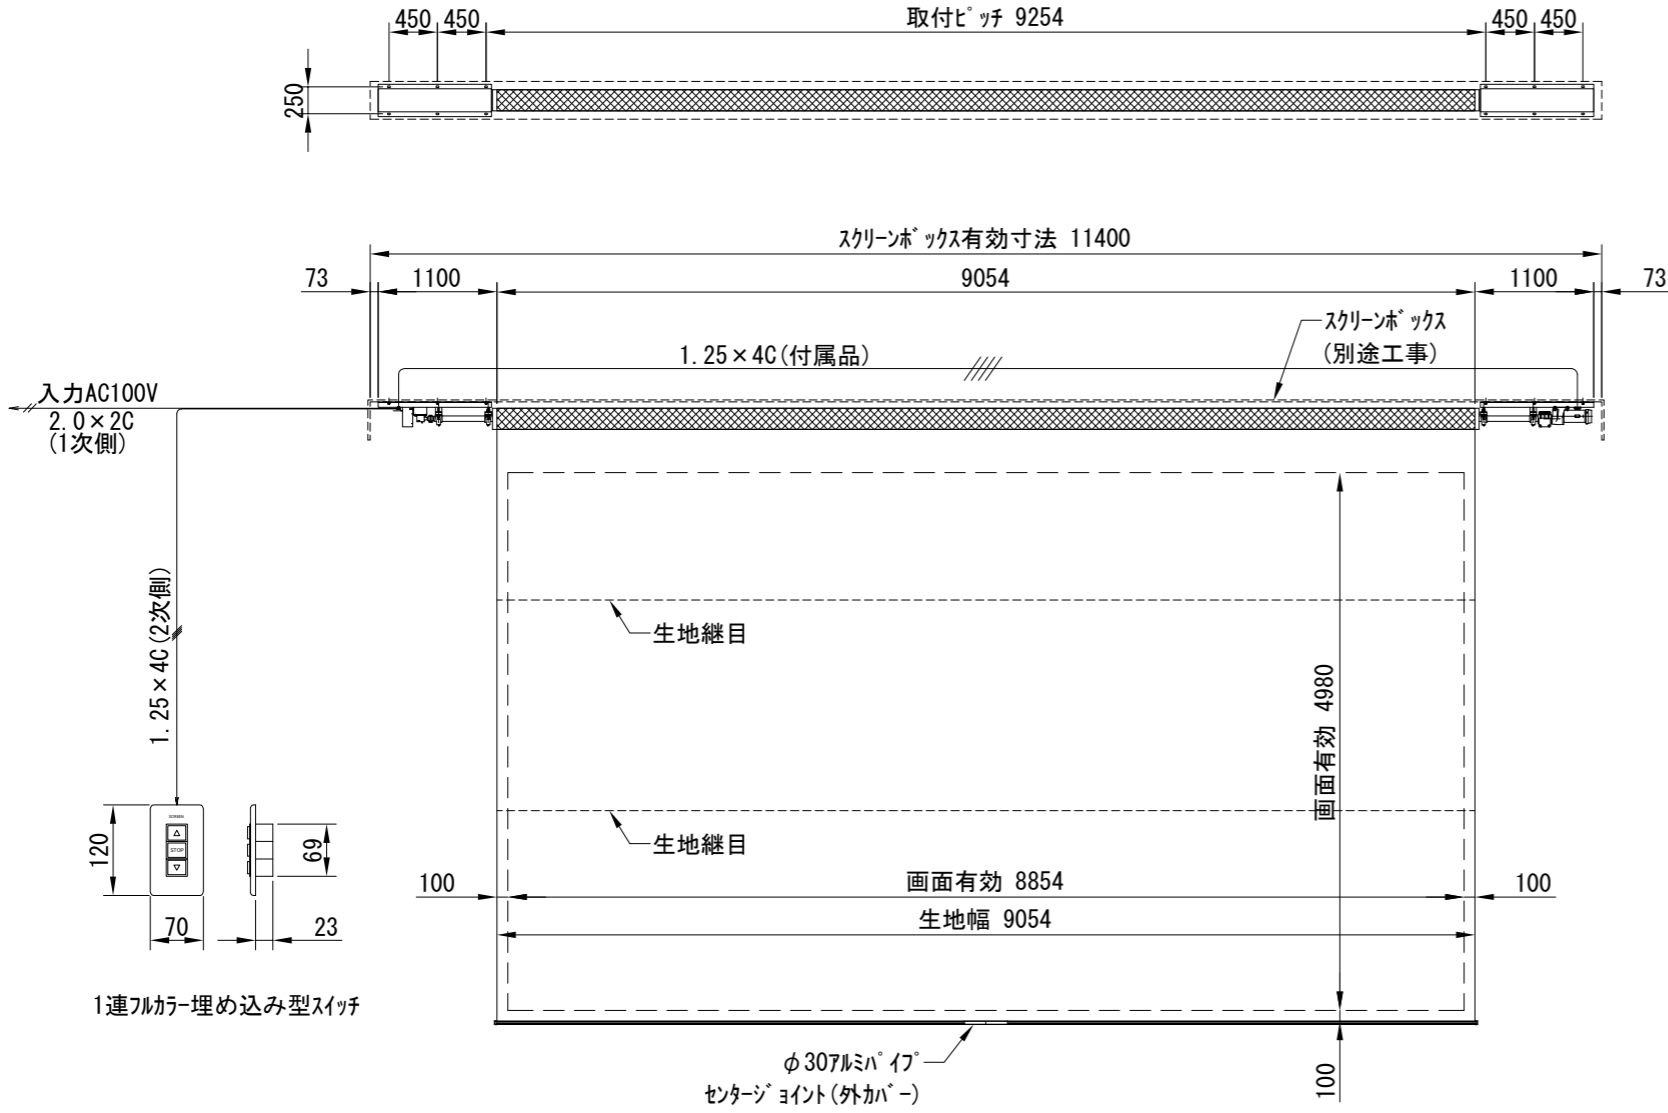 450
450
取付ピッチ 9254
450
450
250
スクリーンボックス有効寸法 11400
73
1100
9054
1100
73
スクリーンボックス
(別途工事)
1.25×4C(付属品)
入力AC100V
2.0×2C
(1次側)
1.25×4C(2次側)
生地継目
画面有効 4980
生地継目
SCREEN
STOP
120
69
70
23
100
画面有効 8854
100
生地幅 9054
1連フルカラー埋め込み型スイッチ
φ30アルミパイプ
センタージョイント(外カバー)
100